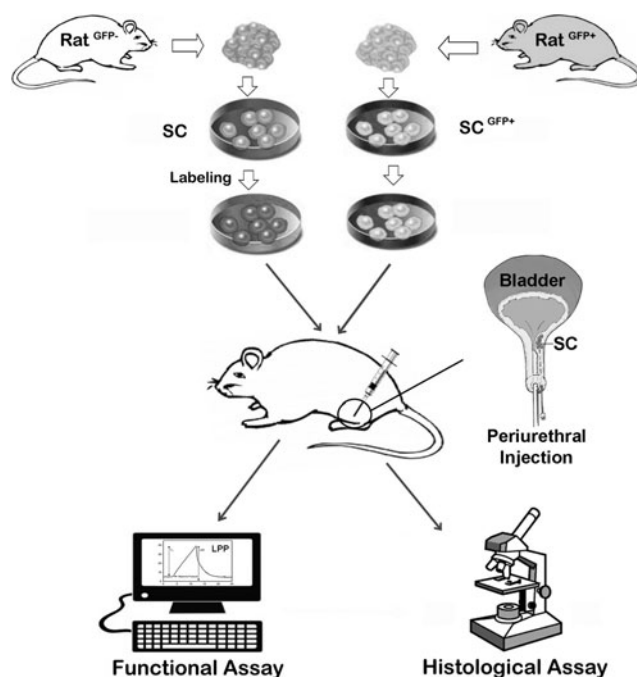 Rat GFP-
Rat GFP+
SC
SC GFP+
Labeling
Bladder
SC
Periurethral
Injection
LPP
Functional Assay
Histological Assay